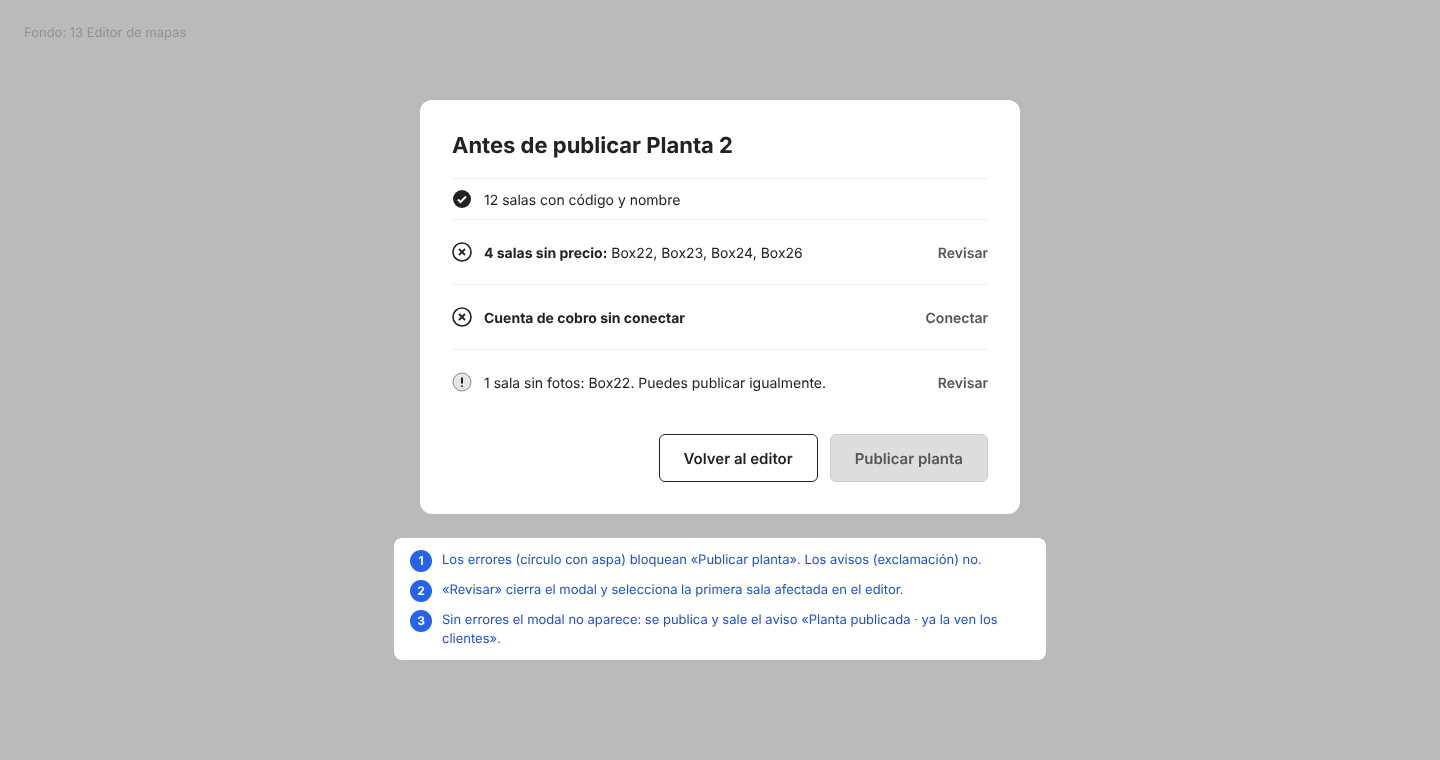 Fondo: 13 Editor de mapas
Antes de publicar Planta 2
12 salas con código y nombre
4 salas sin precio: Box22, Box23, Box24, Box26 Revisar
Cuenta de cobro sin conectar Conectar
1 sala sin fotos: Box22. Puedes publicar igualmente. Revisar
Volver al editor Publicar planta
1 Los errores (círculo con aspa) bloquean «Publicar planta». Los avisos (exclamación) no.
2 «Revisar» cierra el modal y selecciona la primera sala afectada en el editor.
3 Sin errores el modal no aparece: se publica y sale el aviso «Planta publicada · ya la ven los
clientes».